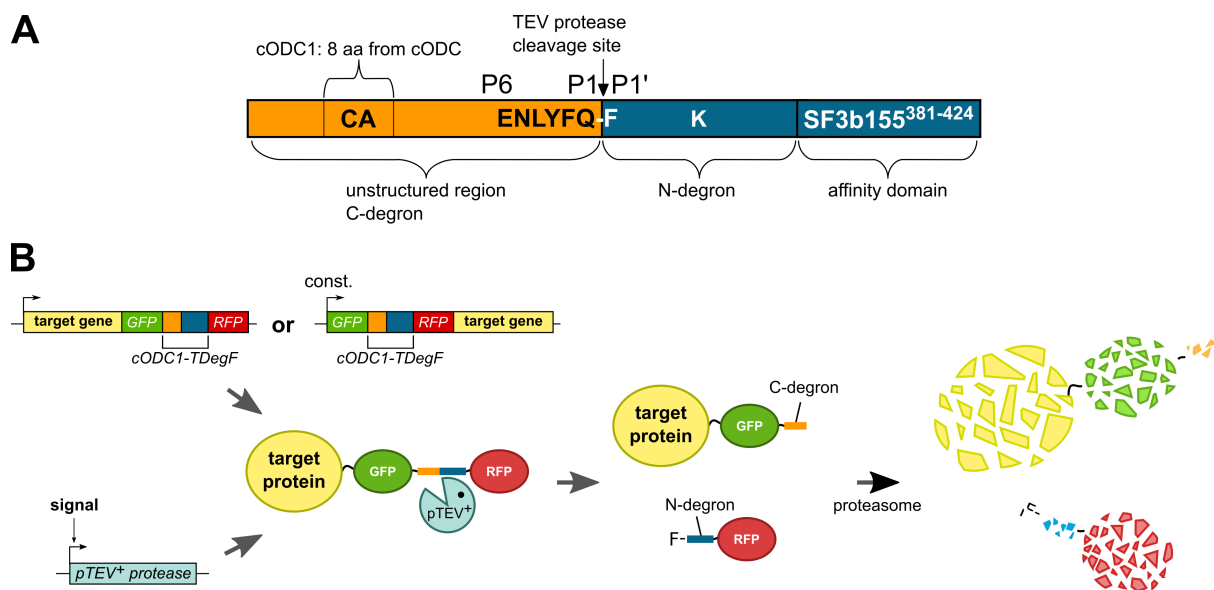 A
TEV protease
cleavage site
cODC1: 8 aa from cODC
P6 P1 P1'
CA ENLYFQ-F K SF3b155381-424
unstructured region
C-degron
N-degron
affinity domain
B
const.
target gene GFP RFP or GFP RFP target gene
cODC1-TDegF cODC1-TDegF
C-degron
target
protein
GFP
target
protein
GFP
RFP
pTEV+
signal
pTEV+ protease
N-degron
F-
RFP
proteasome
F-